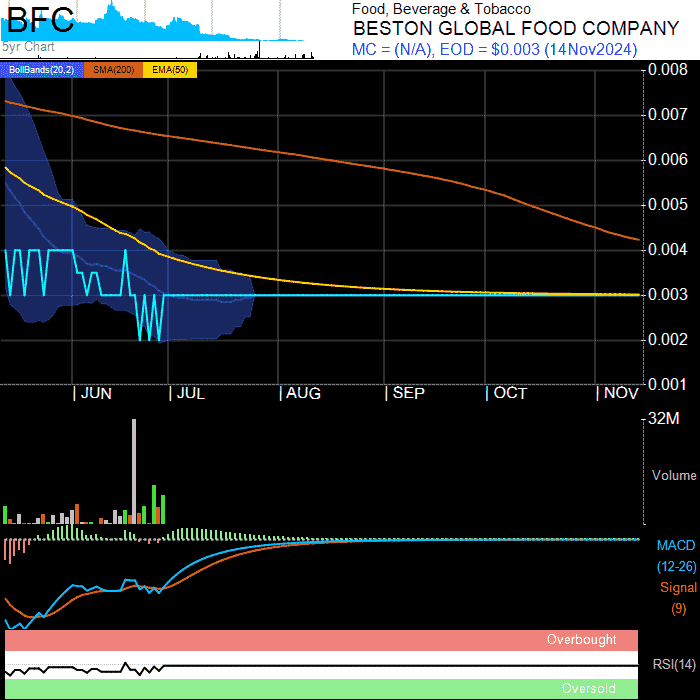 BFC
5yr Chart
Food, Beverage & Tobacco
BESTON GLOBAL FOOD COMPANY
MC = (N/A), EOD = $0.003 (14Nov2024)
BollBands(20,2) SMA(200) EMA(50)
0.008
0.007
0.006
0.005
0.004
0.003
0.002
0.001
JUN JUL AUG SEP OCT NOV
32M
Volume
MACD
(12-26)
Signal
(9)
Overbought
RSI(14)
Oversold